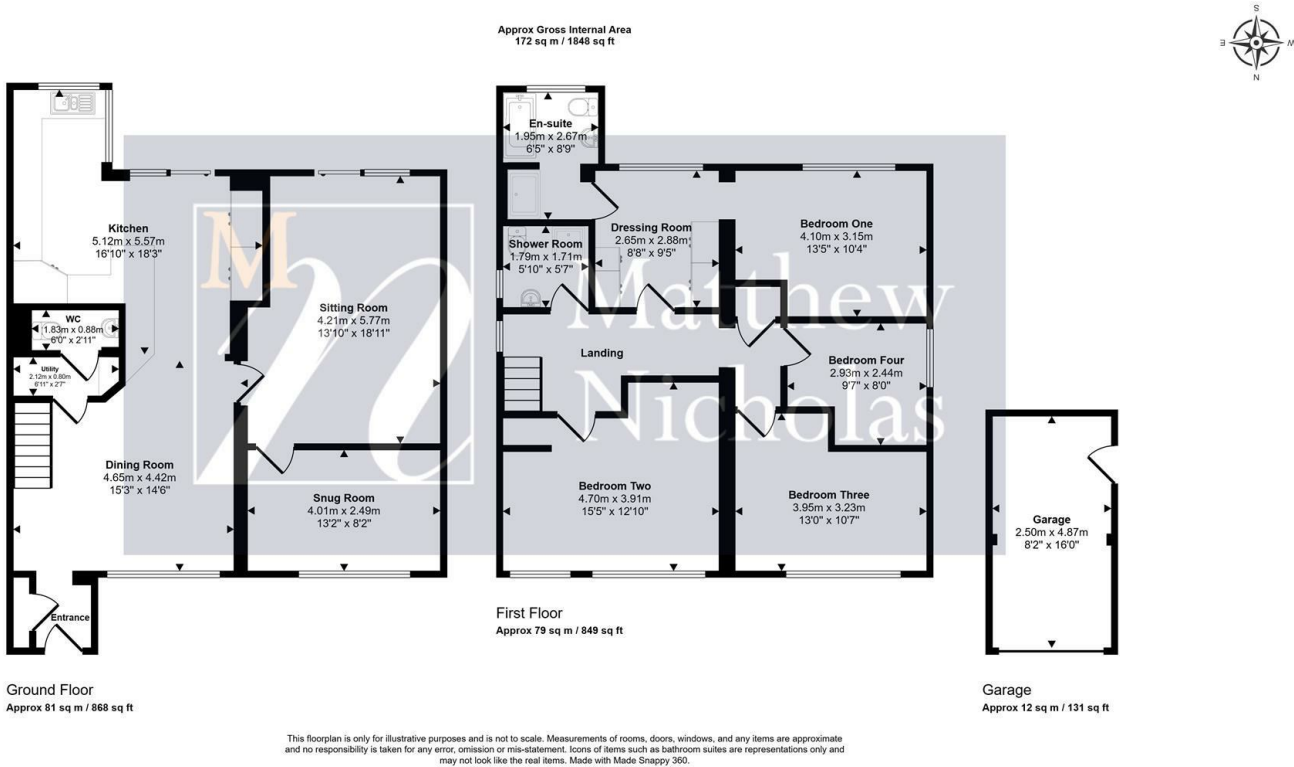 Approx Gross Internal Area
172 sq m / 1848 sq ft
S
E
W
N
Kitchen
5.12m x 5.57m
16'10" x 18'3"
WC
1.83m x 0.88m
6'0" x 2'11"
Utility
2.12m x 0.80m
6'11" x 2'7"
Sitting Room
4.21m x 5.77m
13'10" x 18'11"
Dining Room
4.65m x 4.42m
15'3" x 14'6"
Snug Room
4.01m x 2.49m
13'2" x 8'2"
Entrance
Ground Floor
Approx 81 sq m / 868 sq ft
En-suite
1.95m x 2.67m
6'5" x 8'9"
Shower Room
1.79m x 1.71m
5'10" x 5'7"
Dressing Room
2.65m x 2.88m
8'8" x 9'5"
Bedroom One
4.10m x 3.15m
13'5" x 10'4"
Landing
Bedroom Four
2.93m x 2.44m
9'7" x 8'0"
Bedroom Two
4.70m x 3.91m
15'5" x 12'10"
Bedroom Three
3.95m x 3.23m
13'0" x 10'7"
First Floor
Approx 79 sq m / 849 sq ft
Garage
2.50m x 4.87m
8'2" x 16'0"
Garage
Approx 12 sq m / 131 sq ft
M
n
Matthew
Nicholas
This floorplan is only for illustrative purposes and is not to scale. Measurements of rooms, doors, windows, and any items are approximate
and no responsibility is taken for any error, omission or mis-statement. Icons of items such as bathroom suites are representations only and
may not look like the real items. Made with Made Snappy 360.